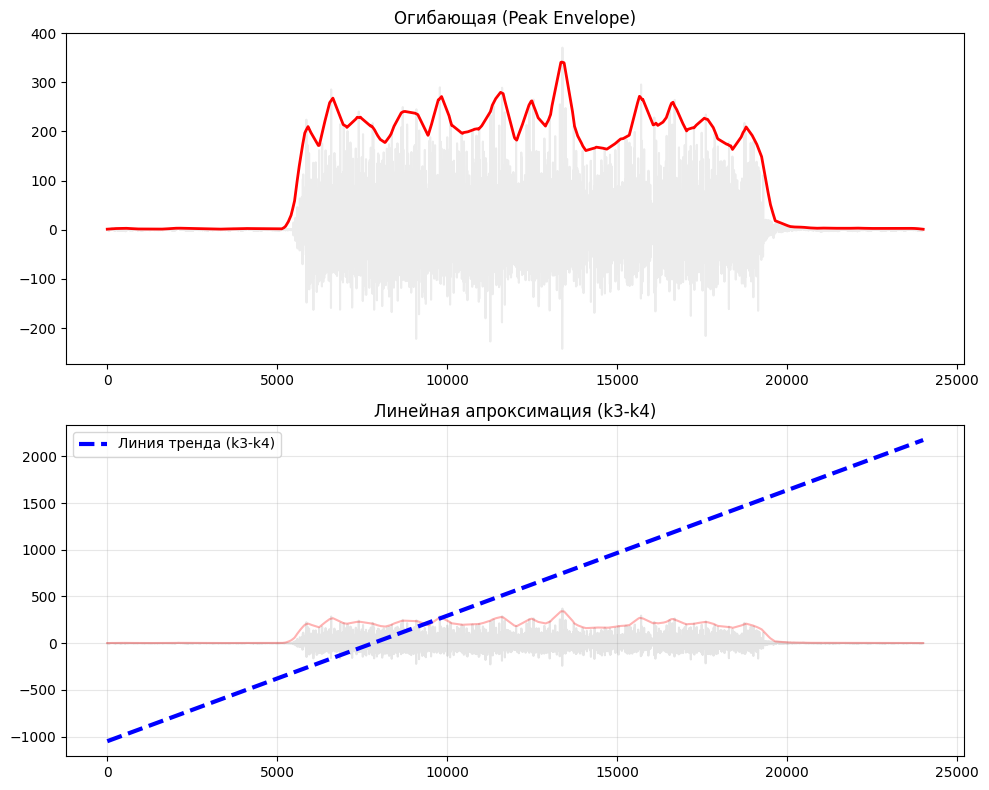 Огибающая (Peak Envelope)
400
300
200
100
0
−100
−200
0 5000 10000 15000 20000 25000
Линейная апроксимация (k3-k4)
Линия тренда (k3-k4)
2000
1500
1000
500
0
−500
−1000
0 5000 10000 15000 20000 25000